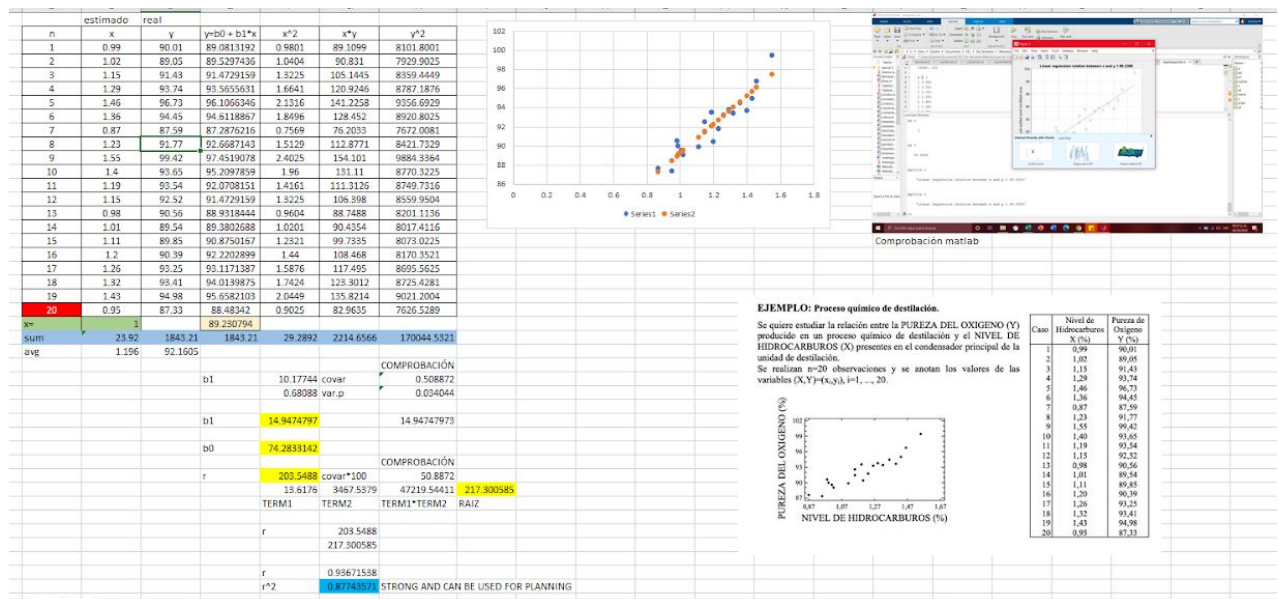 estimado real
n x y y=b0 + b1*x x^2 x*y y^2
1 0.99 90.01 89.0813191 0.9801 89.1099 8101.8001
2 1.02 89.05 89.5297435 1.0404 90.831 7929.9025
3 1.15 91.43 91.4729159 1.3225 105.1445 8359.4449
4 1.29 93.74 93.5655631 1.6641 120.9246 8787.1876
5 1.46 96.73 96.1066346 2.1316 141.2258 9356.6929
6 1.36 94.45 94.6118867 1.8496 128.452 8920.8025
7 0.87 87.59 87.2876216 0.7569 76.2033 7672.0081
8 1.23 91.77 92.6687143 1.5129 112.8771 8421.7329
9 1.55 99.42 97.4519078 2.4025 154.101 9884.3364
10 1.4 93.65 95.2097859 1.96 131.11 8770.3225
11 1.19 93.54 92.0708151 1.4161 111.3126 8749.7316
12 1.15 92.52 91.4729159 1.3225 106.398 8559.9504
13 0.98 90.56 88.9318444 0.9604 88.7488 8201.1136
14 1.01 89.54 89.3802688 1.0201 90.4354 8017.4116
15 1.11 89.85 90.8750167 1.2321 99.7335 8073.0225
16 1.2 90.39 92.2202899 1.44 108.468 8170.3521
17 1.26 93.25 93.1171387 1.5876 117.495 8695.5625
18 1.32 93.41 94.0139875 1.7424 123.3012 8725.4281
19 1.43 94.98 95.6582103 2.0449 135.8214 9021.2004
20 0.95 87.33 88.48342 0.9025 82.9635 7626.5289
x= 1 89.230794
sum 23.92 1843.21 1843.21 29.2892 2214.6566 170044.5321
avg 1.196 92.1605
COMPROBACIÓN
b1 10.17744 covar 0.508872
0.68088 var.p 0.034044
b1 14.9474797 14.94747973
b0 74.2833142
COMPROBACIÓN
r 203.5488 covar*100 50.8872
13.6176 3467.5379 47219.54411 217.300585
TERM1 TERM2 TERM1*TERM2 RAIZ
r 203.5488
217.300585
r 0.93671538
r^2 0.87743571 STRONG AND CAN BE USED FOR PLANNING
102
100
98
96
94
92
90
88
86
0 0.2 0.4 0.6 0.8 1 1.2 1.4 1.6 1.8
Series1 Series2
Comprobación matlab
EJEMPLO: Proceso químico de destilación.
Se quiere estudiar la relación entre la PUREZA DEL OXIGENO (Y)
producido en un proceso químico de destilación y el NIVEL DE
HIDROCARBUROS (X) presentes en el condensador principal de la
unidad de destilación.
Se realizan n=20 observaciones y se anotan los valores de las
variables (X,Y)=(xi,yi), i=1, ..., 20.
PUREZA DEL OXIGENO (%)
102
99
96
93
90
87
0,87 1,07 1,27 1,47 1,67
NIVEL DE HIDROCARBUROS (%)
Caso Nivel de Hidrocarburos X (%) Pureza de Oxigeno Y (%)
1 0,99 90,01
2 1,02 89,05
3 1,15 91,43
4 1,29 93,74
5 1,46 96,73
6 1,36 94,45
7 0,87 87,59
8 1,23 91,77
9 1,55 99,42
10 1,40 93,65
11 1,19 93,54
12 1,15 92,52
13 0,98 90,56
14 1,01 89,54
15 1,11 89,85
16 1,20 90,39
17 1,26 93,25
18 1,32 93,41
19 1,43 94,98
20 0,95 87,33